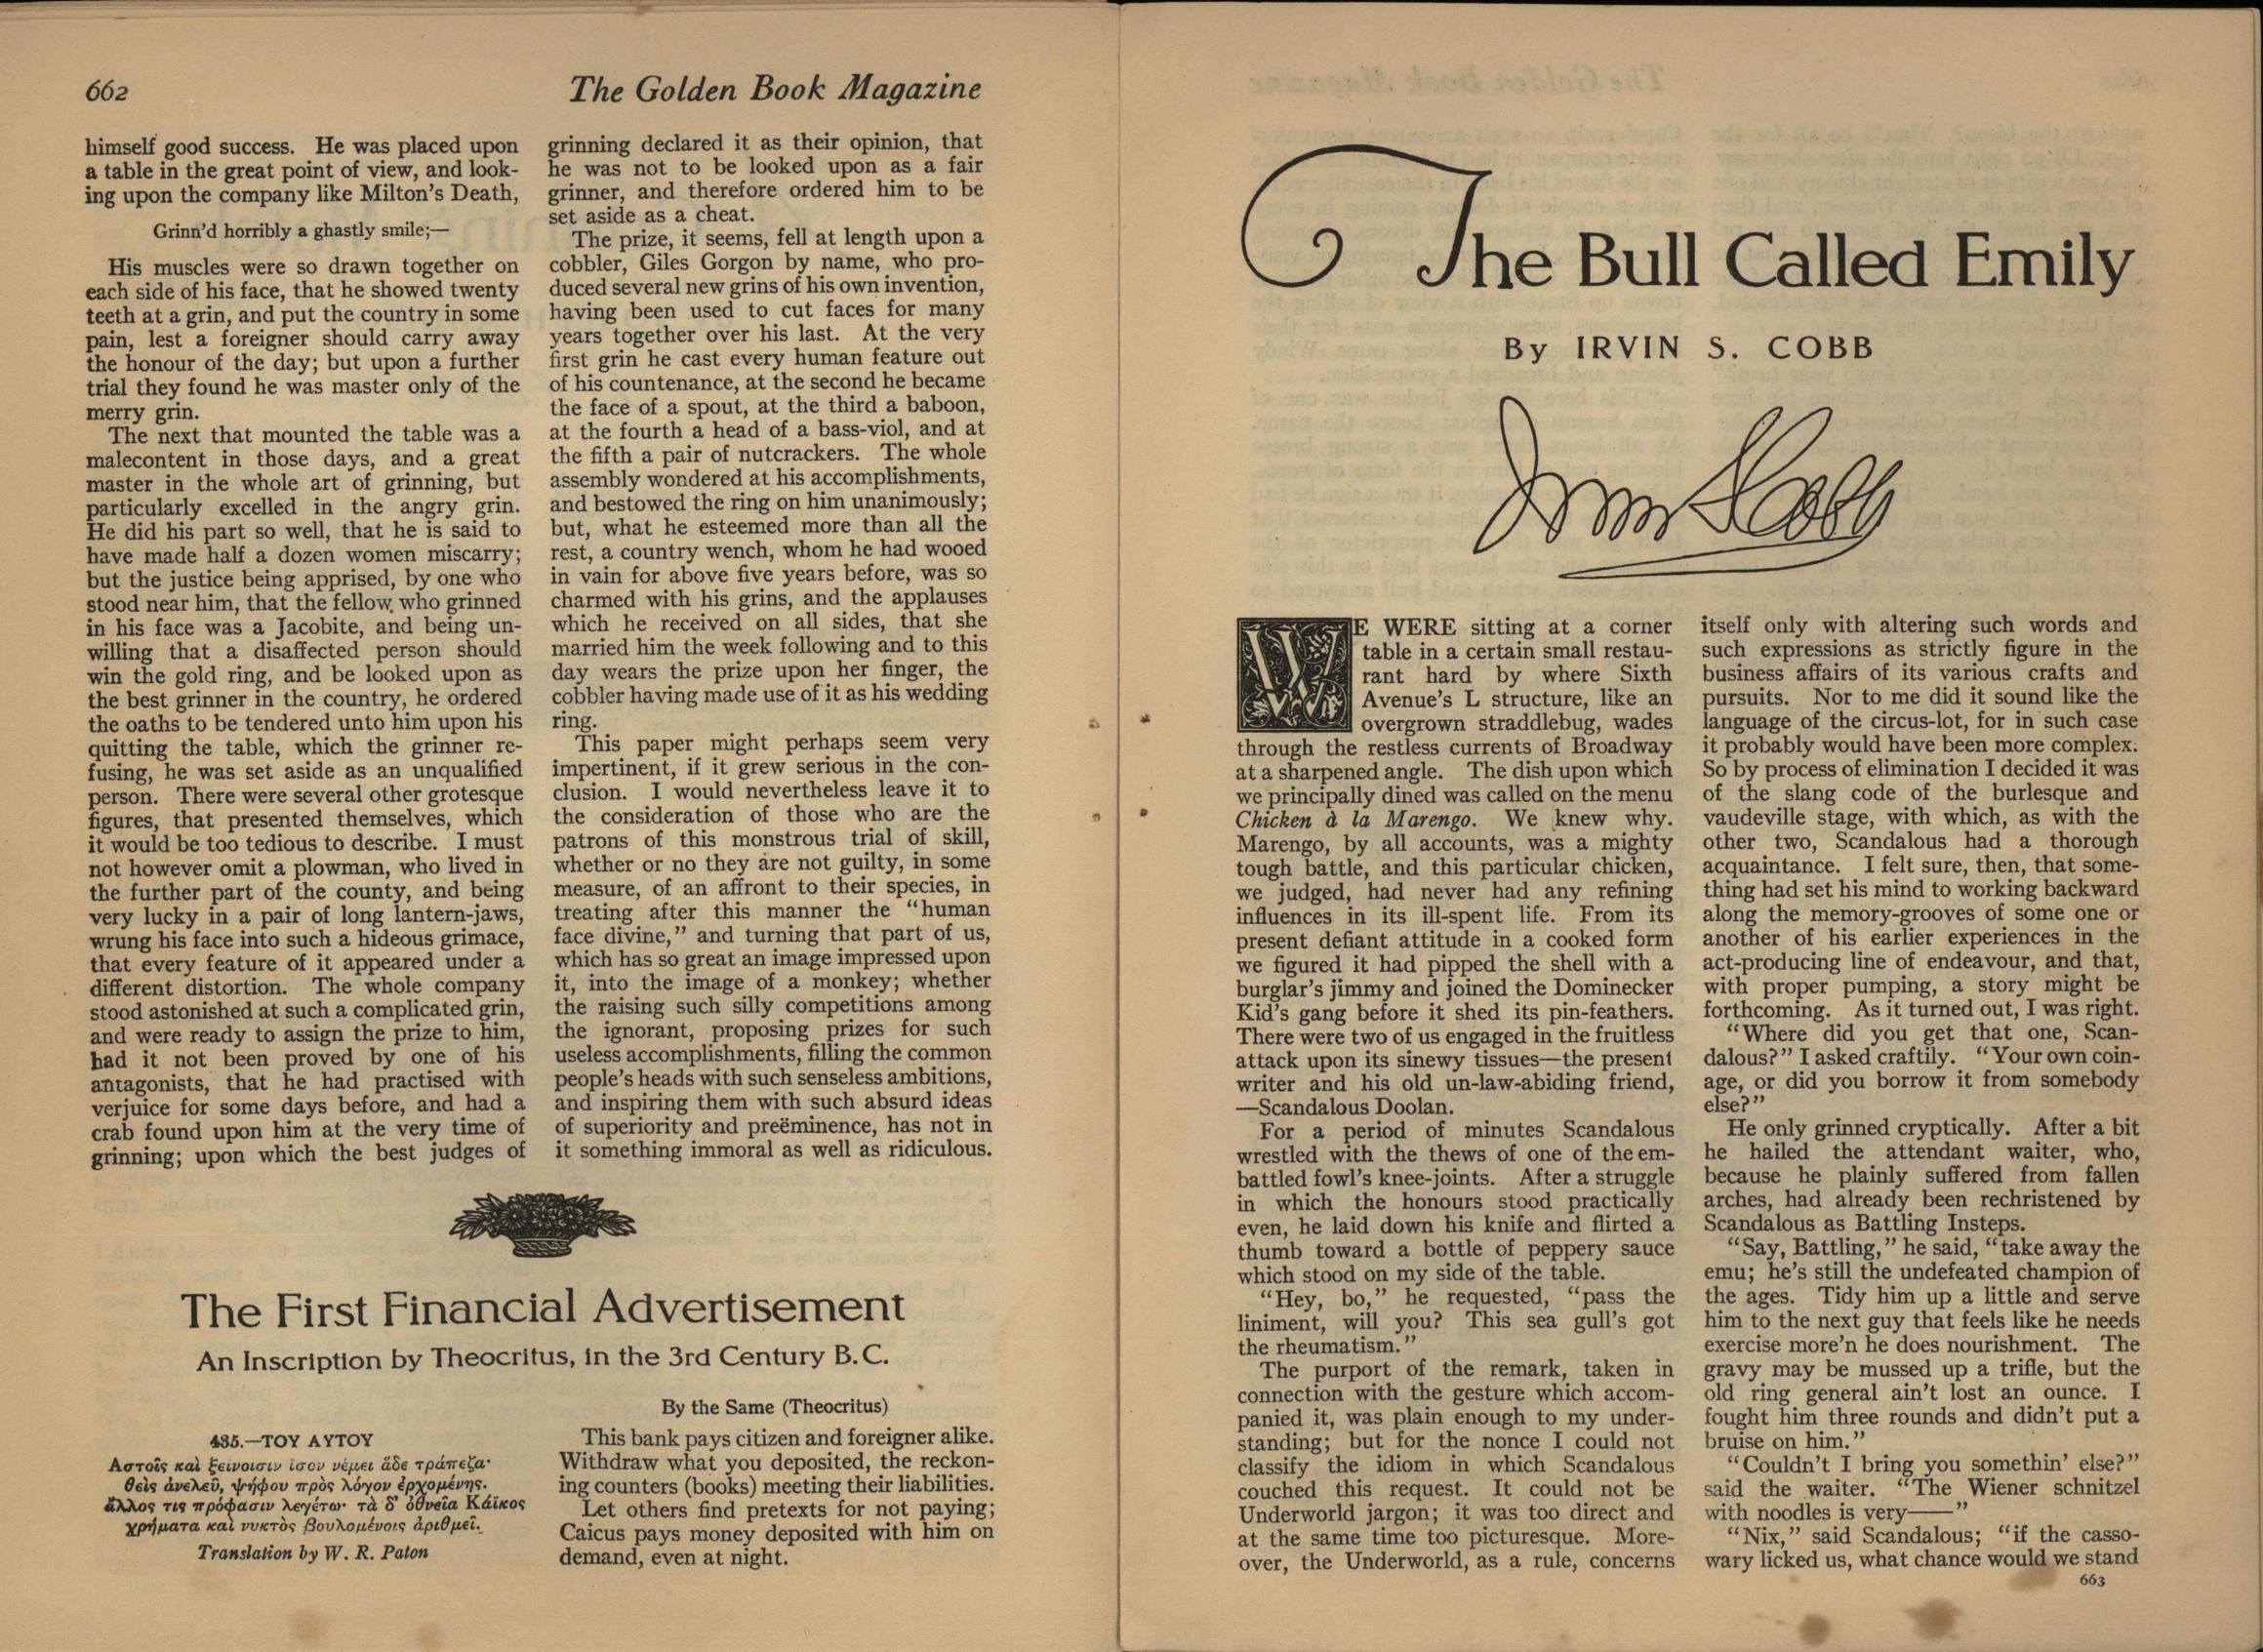 662
The Golden Book Magazine
himself good success. He was placed upon
a table in the great point of view, and look-
ing upon the company like Milton's Death,
Grinn'd horribly a ghastly smile;—
His muscles were so drawn together on
each side of his face, that he showed twenty
teeth at a grin, and put the country in some
pain, lest a foreigner should carry away
the honour of the day; but upon a further
trial they found he was master only of the
merry grin.
The next that mounted the table was a
malecontent in those days, and a great
master in the whole art of grinning, but
particularly excelled in the angry grin.
He did his part so well, that he is said to
have made half a dozen women miscarry;
but the justice being apprised, by one who
stood near him, that the fellow who grinned
in his face was a Jacobite, and being un-
willing that a disaffected person should
win the gold ring, and be looked upon as
the best grinner in the country, he ordered
the oaths to be tendered unto him upon his
quitting the table, which the grinner re-
fusing, he was set aside as an unqualified
person. There were several other grotesque
figures, that presented themselves, which
it would be too tedious to describe. I must
not however omit a plowman, who lived in
the further part of the county, and being
very lucky in a pair of long lantern-jaws,
wrung his face into such a hideous grimace,
that every feature of it appeared under a
different distortion. The whole company
stood astonished at such a complicated grin,
and were ready to assign the prize to him,
had it not been proved by one of his
antagonists, that he had practised with
verjuice for some days before, and had a
crab found upon him at the very time of
grinning; upon which the best judges of
grinning declared it as their opinion, that
he was not to be looked upon as a fair
grinner, and therefore ordered him to be
set aside as a cheat.
The prize, it seems, fell at length upon a
cobbler, Giles Gorgon by name, who pro-
duced several new grins of his own invention,
having been used to cut faces for many
years together over his last. At the very
first grin he cast every human feature out
of his countenance, at the second he became
the face of a spout, at the third a baboon,
at the fourth a head of a bass-viol, and at
the fifth a pair of nutcrackers. The whole
assembly wondered at his accomplishments,
and bestowed the ring on him unanimously;
but, what he esteemed more than all the
rest, a country wench, whom he had wooed
in vain for above five years before, was so
charmed with his grins, and the applauses
which he received on all sides, that she
married him the week following and to this
day wears the prize upon her finger, the
cobbler having made use of it as his wedding
ring.
This paper might perhaps seem very
impertinent, if it grew serious in the con-
clusion. I would nevertheless leave it to
the consideration of those who are the
patrons of this monstrous trial of skill,
whether or no they are not guilty, in some
measure, of an affront to their species, in
treating after this manner the "human
face divine," and turning that part of us,
which has so great an image impressed upon
it, into the image of a monkey; whether
the raising such silly competitions among
the ignorant, proposing prizes for such
useless accomplishments, filling the common
people's heads with such senseless ambitions,
and inspiring them with such absurd ideas
of superiority and preëminence, has not in
it something immoral as well as ridiculous.
The First Financial Advertisement
An Inscription by Theocritus, in the 3rd Century B.C.
435.—ΤΟΥ ΑΥΤΟΥ
Αστοῖς καὶ ξείνοισιν ἴσον νέμει ἅδε τράπεζα·
θεὶς ἀνελεῦ, ψήφου πρὸς λόγον ἐρχομένης.
ἄλλος τις πρόφασιν λεγέτω· τὰ δ' ὀθνεῖα Κάϊκος
χρήματα καὶ νυκτὸς βουλομένοις ἀριθμεῖ.
Translation by W. R. Paton
By the Same (Theocritus)
This bank pays citizen and foreigner alike.
Withdraw what you deposited, the reckon-
ing counters (books) meeting their liabilities.
Let others find pretexts for not paying;
Caicus pays money deposited with him on
demand, even at night.
The Bull Called Emily
By IRVIN S. COBB
Irvin S. Cobb
WE WERE sitting at a corner
table in a certain small restau-
rant hard by where Sixth
Avenue's L structure, like an
overgrown straddlebug, wades
through the restless currents of Broadway
at a sharpened angle. The dish upon which
we principally dined was called on the menu
Chicken à la Marengo. We knew why.
Marengo, by all accounts, was a mighty
tough battle, and this particular chicken,
we judged, had never had any refining
influences in its ill-spent life. From its
present defiant attitude in a cooked form
we figured it had pipped the shell with a
burglar's jimmy and joined the Dominecker
Kid's gang before it shed its pin-feathers.
There were two of us engaged in the fruitless
attack upon its sinewy tissues—the present
writer and his old un-law-abiding friend,
—Scandalous Doolan.
For a period of minutes Scandalous
wrestled with the thews of one of the em-
battled fowl's knee-joints. After a struggle
in which the honours stood practically
even, he laid down his knife and flirted a
thumb toward a bottle of peppery sauce
which stood on my side of the table.
"Hey, bo," he requested, "pass the
liniment, will you? This sea gull's got
the rheumatism."
The purport of the remark, taken in
connection with the gesture which accom-
panied it, was plain enough to my under-
standing; but for the nonce I could not
classify the idiom in which Scandalous
couched this request. It could not be
Underworld jargon; it was too direct and
at the same time too picturesque. More-
over, the Underworld, as a rule, concerns
itself only with altering such words and
such expressions as strictly figure in the
business affairs of its various crafts and
pursuits. Nor to me did it sound like the
language of the circus-lot, for in such case
it probably would have been more complex.
So by process of elimination I decided it was
of the slang code of the burlesque and
vaudeville stage, with which, as with the
other two, Scandalous had a thorough
acquaintance. I felt sure, then, that some-
thing had set his mind to working backward
along the memory-grooves of some one or
another of his earlier experiences in the
act-producing line of endeavour, and that,
with proper pumping, a story might be
forthcoming. As it turned out, I was right.
"Where did you get that one, Scan-
dalous?" I asked craftily. "Your own coin-
age, or did you borrow it from somebody
else?"
He only grinned cryptically. After a bit
he hailed the attendant waiter, who,
because he plainly suffered from fallen
arches, had already been rechristened by
Scandalous as Battling Insteps.
"Say, Battling," he said, "take away the
emu; he's still the undefeated champion of
the ages. Tidy him up a little and serve
him to the next guy that feels like he needs
exercise more'n he does nourishment. The
gravy may be mussed up a trifle, but the
old ring general ain't lost an ounce. I
fought him three rounds and didn't put a
bruise on him."
"Couldn't I bring you somethin' else?"
said the waiter. "The Wiener schnitzel
with noodles is very——"
"Nix," said Scandalous; "if the casso-
wary licked us, what chance would we stand
663